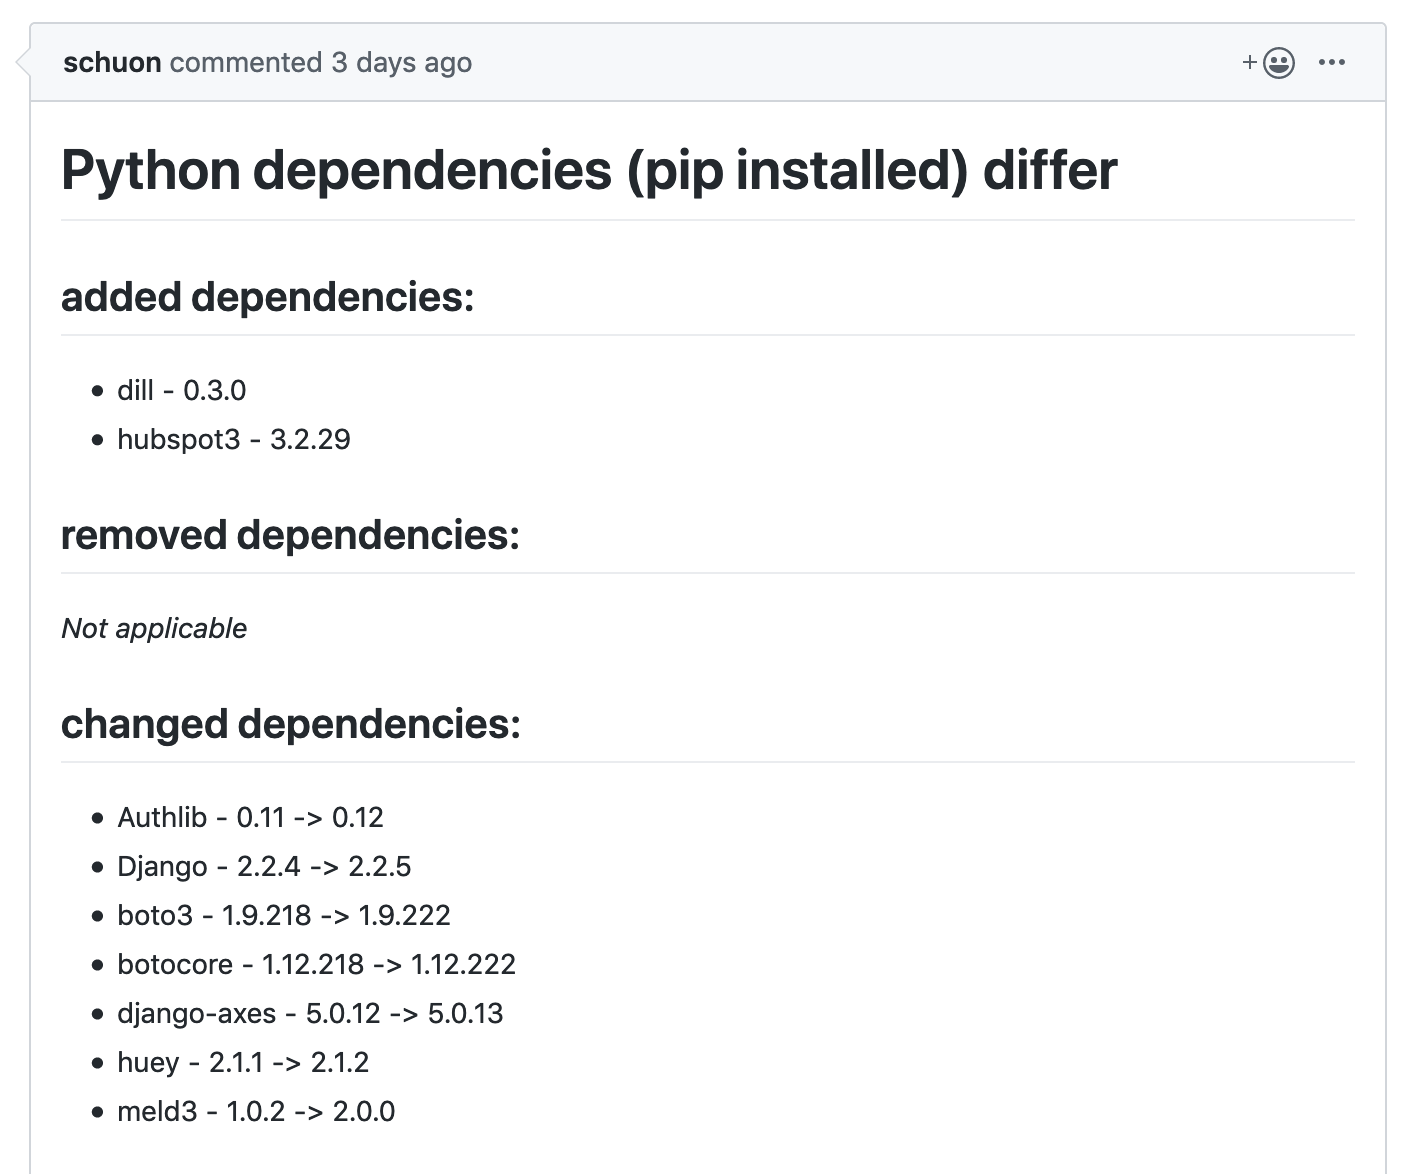 schuon commented 3 days ago
Python dependencies (pip installed) differ
added dependencies:
• dill - 0.3.0
• hubspot3 - 3.2.29
removed dependencies:
Not applicable
changed dependencies:
• Authlib - 0.11 -> 0.12
• Django - 2.2.4 -> 2.2.5
• boto3 - 1.9.218 -> 1.9.222
• botocore - 1.12.218 -> 1.12.222
• django-axes - 5.0.12 -> 5.0.13
• huey - 2.1.1 -> 2.1.2
• meld3 - 1.0.2 -> 2.0.0